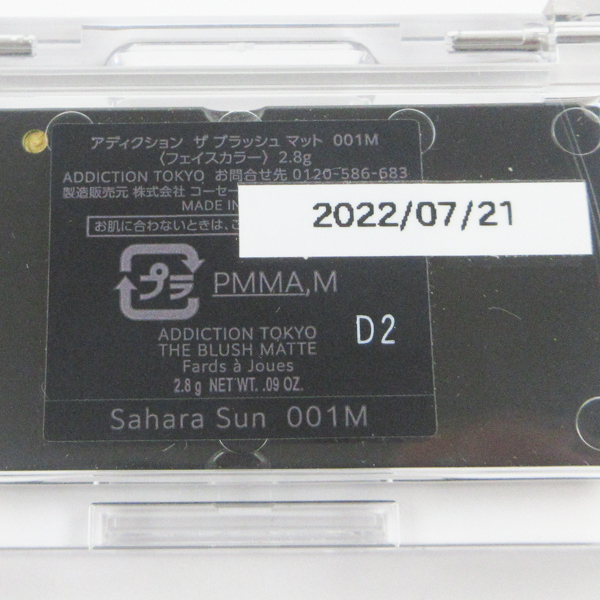 アディクション ザ ブラッシュ マット 001M
〈フェイスカラー〉 2.8g
ADDICTION TOKYO お問合せ先 0120-586-683
製造販売元 株式会社 コーセー
MADE IN
お肌に合わないときは、
2022/07/21
プラ PMMA,M
ADDICTION TOKYO
THE BLUSH MATTE
Fards à Joues
D2
2.8 g NET WT. .09 OZ.
Sahara Sun 001M